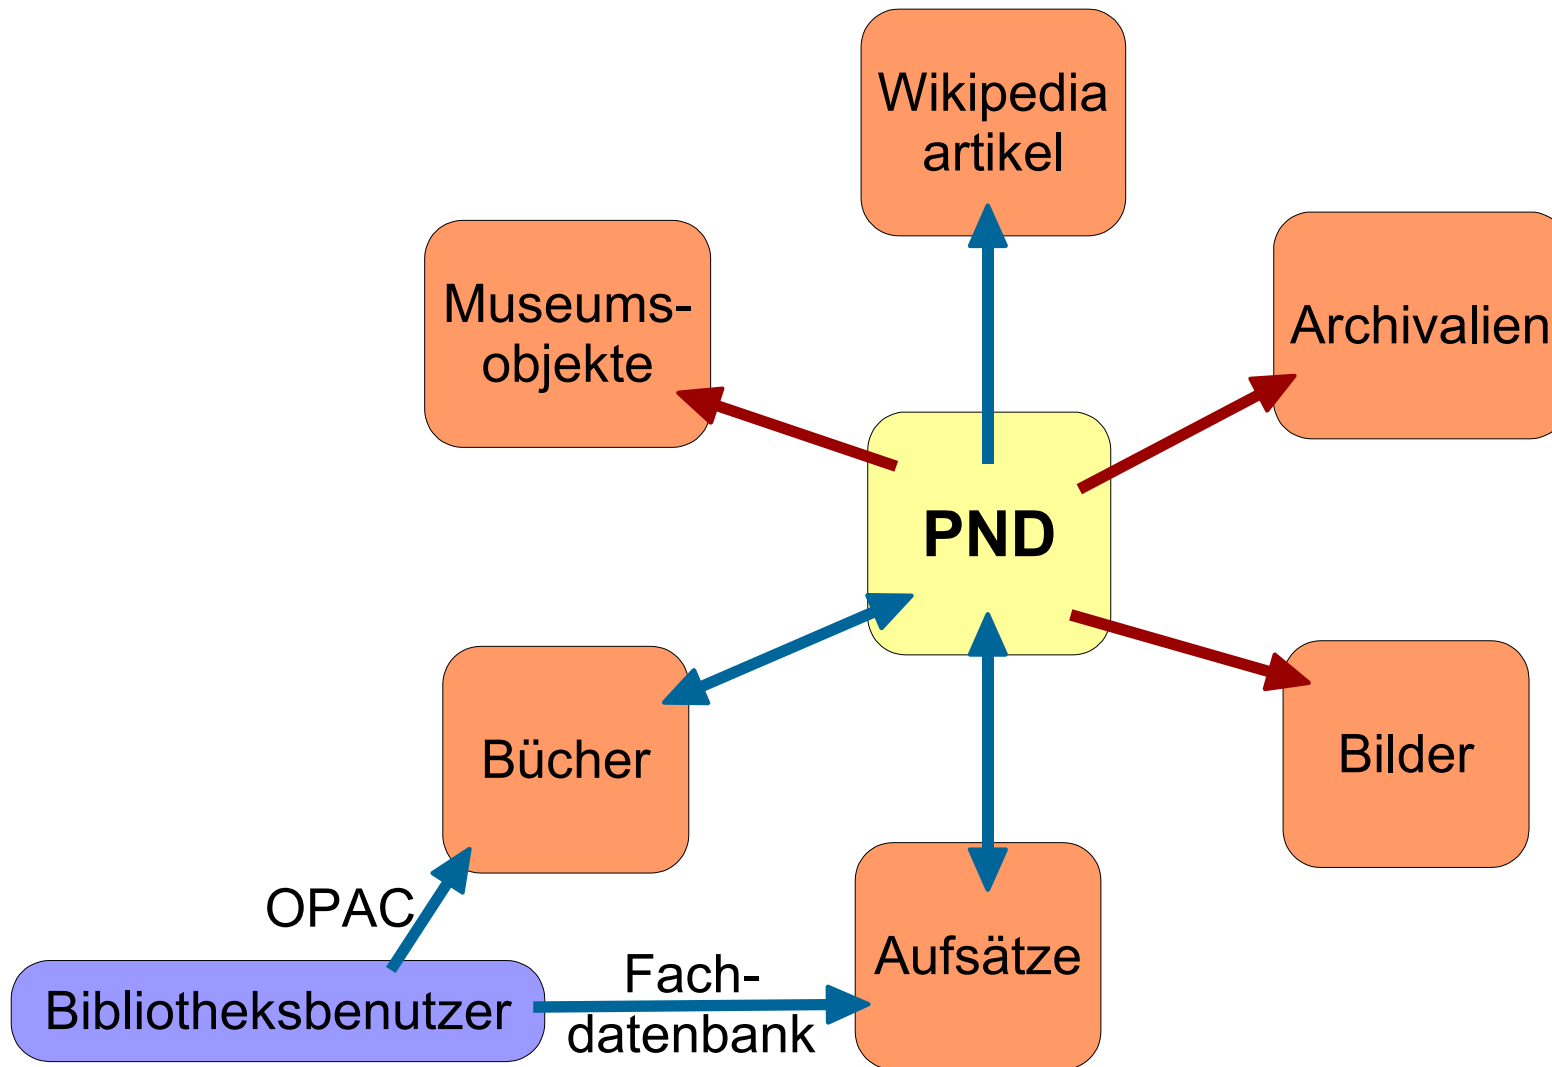 Wikipedia
artikel
Museums-
objekte
Archivalien
PND
Bücher
Bilder
OPAC
Aufsätze
Fach-
datenbank
Bibliotheksbenutzer